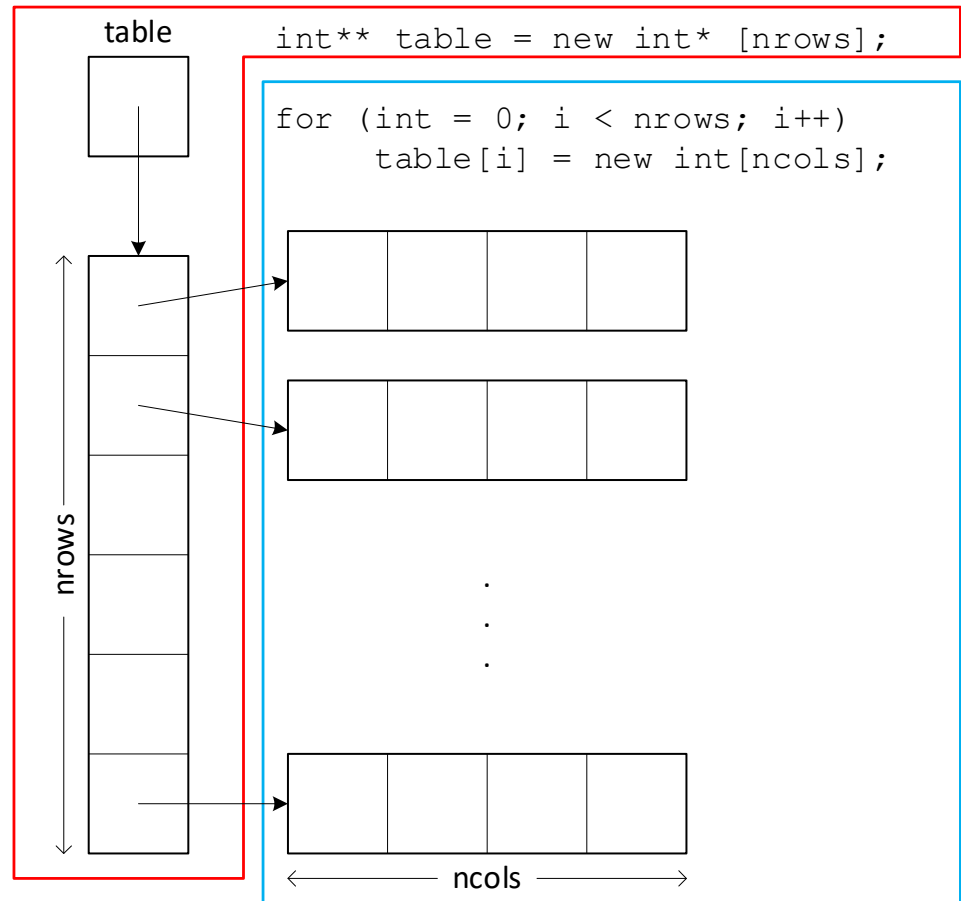 table
int** table = new int* [nrows];
for (int = 0; i < nrows; i++)
table[i] = new int[ncols];
nrows
.
.
.
ncols